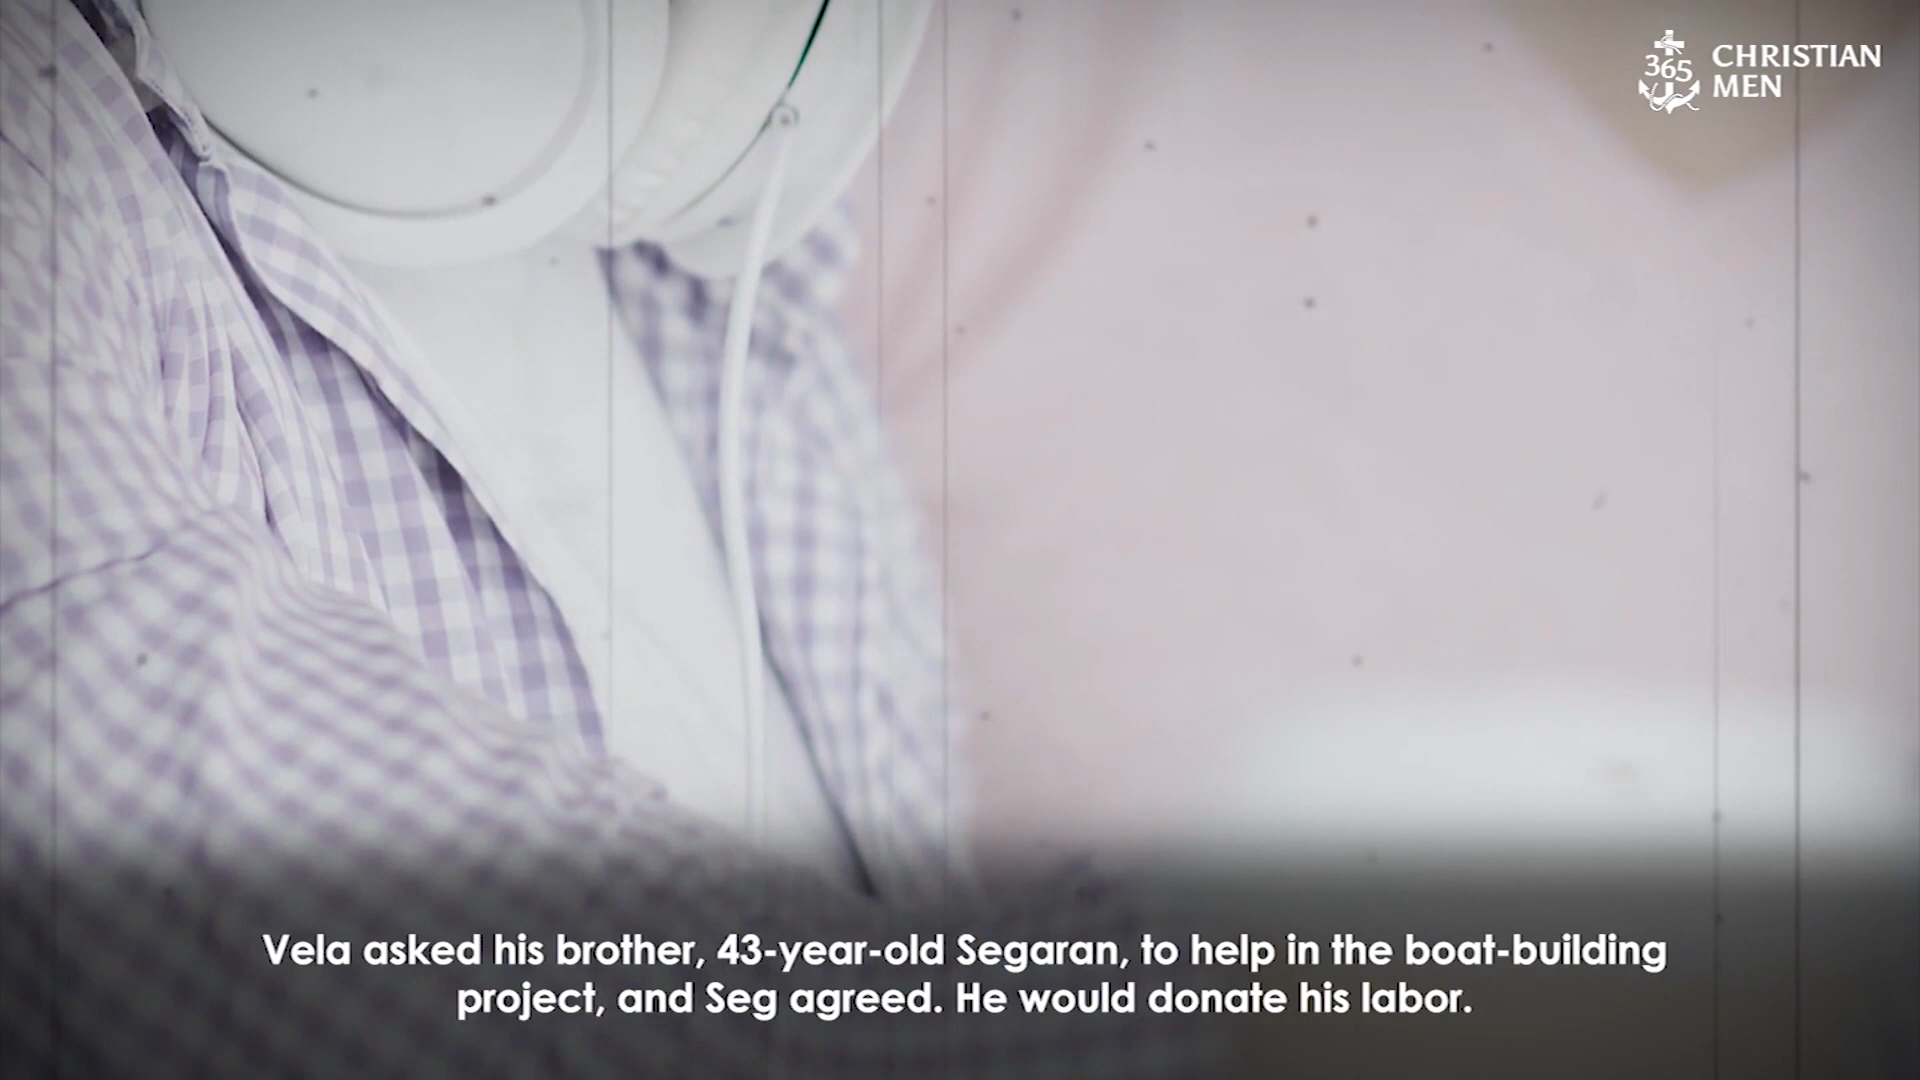 365
CHRISTIAN
MEN
Vela asked his brother, 43-year-old Segaran, to help in the boat-building
project, and Seg agreed. He would donate his labor.